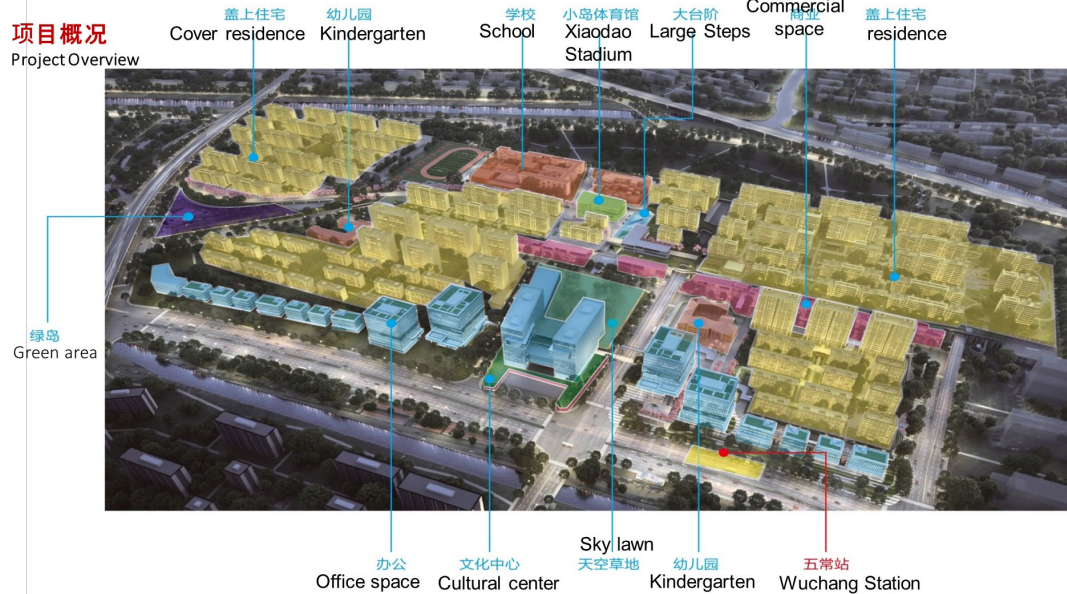 项目概况
Project Overview
盖上住宅
Cover residence
幼儿园
Kindergarten
学校
School
小岛体育馆
Xiaodao
Stadium
大台阶
Large Steps
Commercial
商业
space
盖上住宅
residence
绿岛
Green area
办公
Office space
文化中心
Cultural center
Sky lawn
天空草地
幼儿园
Kindergarten
五常站
Wuchang Station